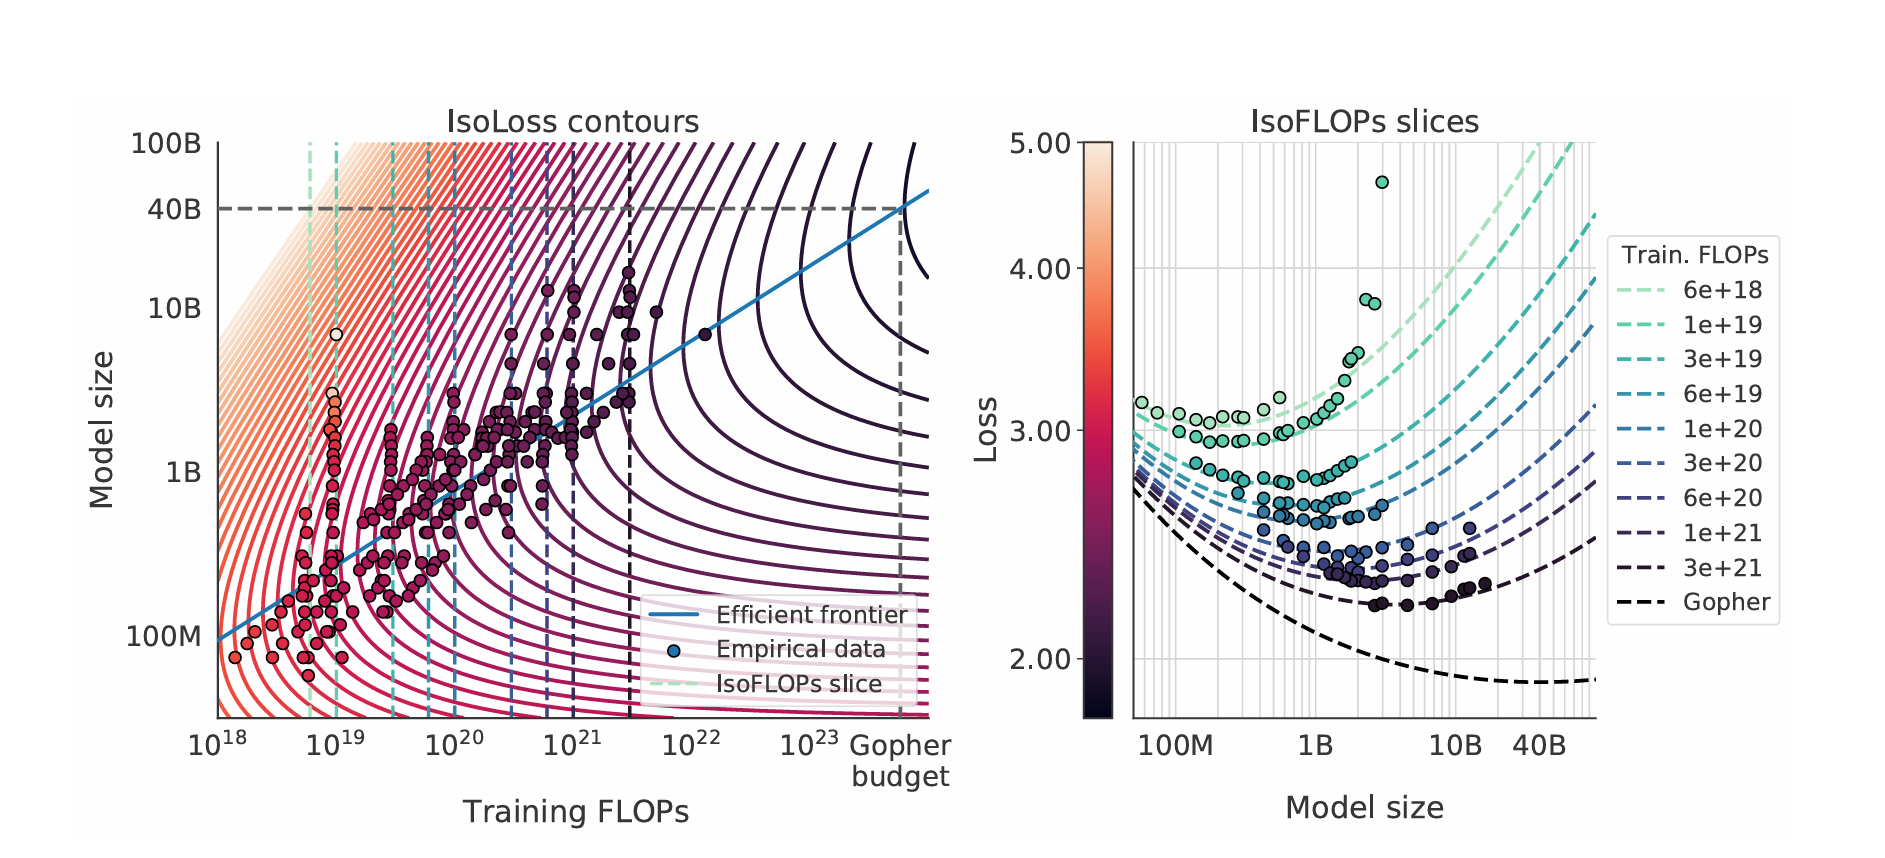 IsoLoss contours
100B
40B
10B
1B
100M
Model size
10^18
10^19
10^20
10^21
10^22
10^23
Gopher
budget
Training FLOPs
Efficient frontier
Empirical data
IsoFLOPs slice
IsoFLOPs slices
5.00
4.00
3.00
2.00
Loss
100M
1B
10B
40B
Model size
Train. FLOPs
6e+18
1e+19
3e+19
6e+19
1e+20
3e+20
6e+20
1e+21
3e+21
Gopher